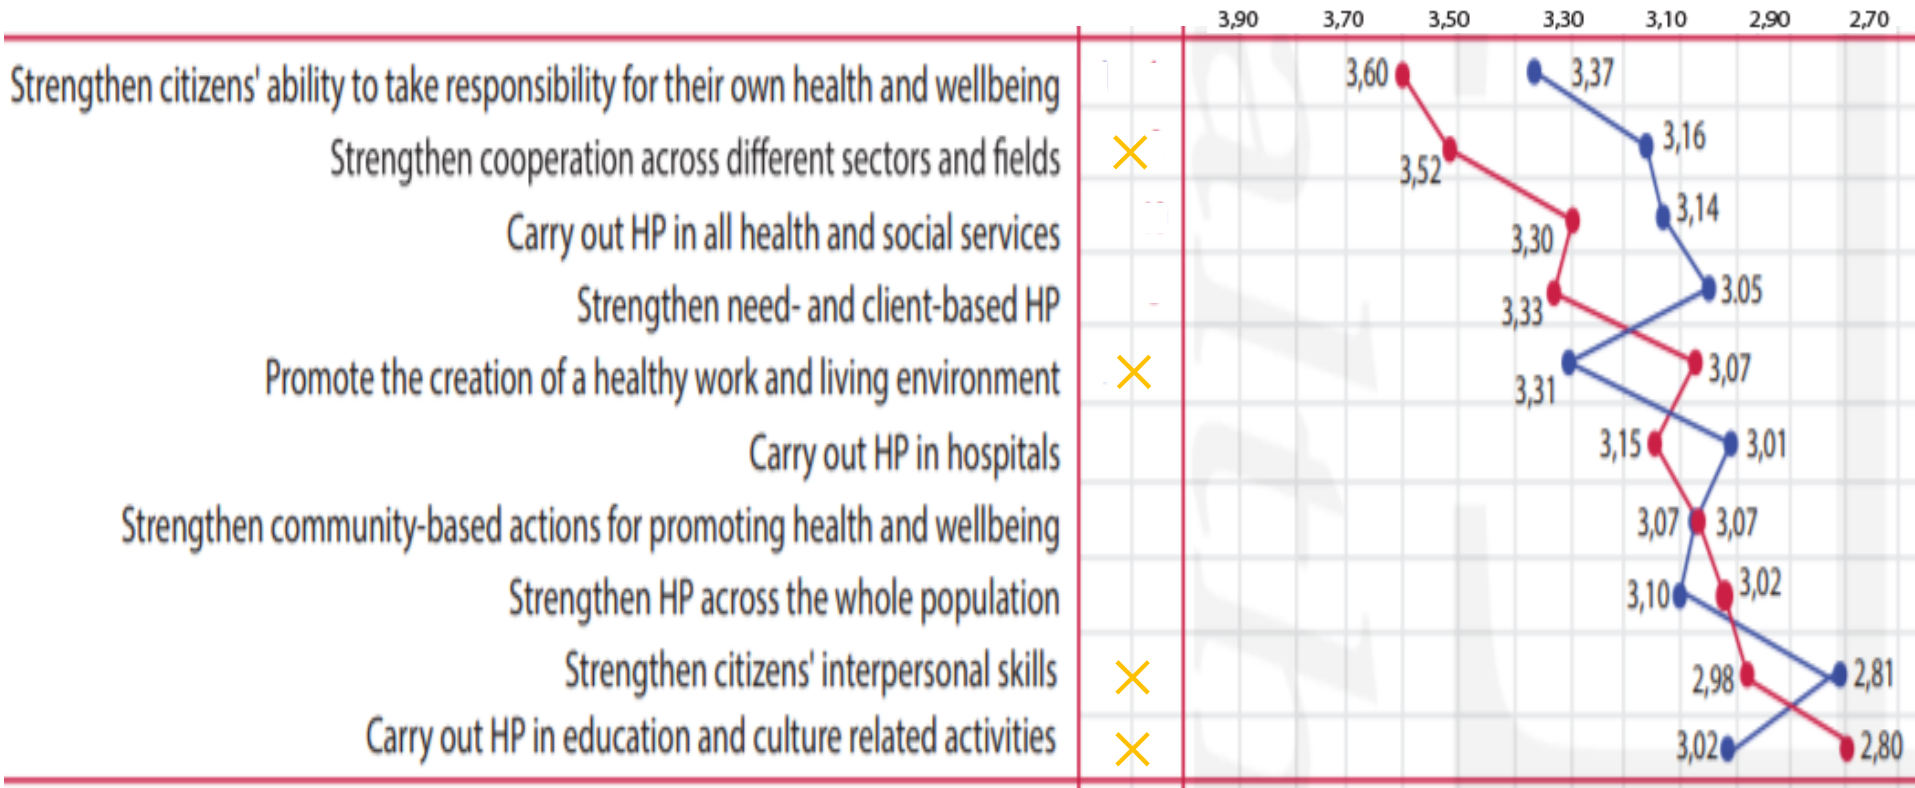 3,90 3,70 3,50 3,30 3,10 2,90 2,70
Strengthen citizens' ability to take responsibility for their own health and wellbeing 3,60 3,37
Strengthen cooperation across different sectors and fields 3,52 3,16
Carry out HP in all health and social services 3,30 3,14
Strengthen need- and client-based HP 3,33 3.05
Promote the creation of a healthy work and living environment 3,31 3,07
Carry out HP in hospitals 3,15 3,01
Strengthen community-based actions for promoting health and wellbeing 3,07 3,07
Strengthen HP across the whole population 3,10 3,02
Strengthen citizens' interpersonal skills 2,98 2,81
Carry out HP in education and culture related activities 3,02 2,80